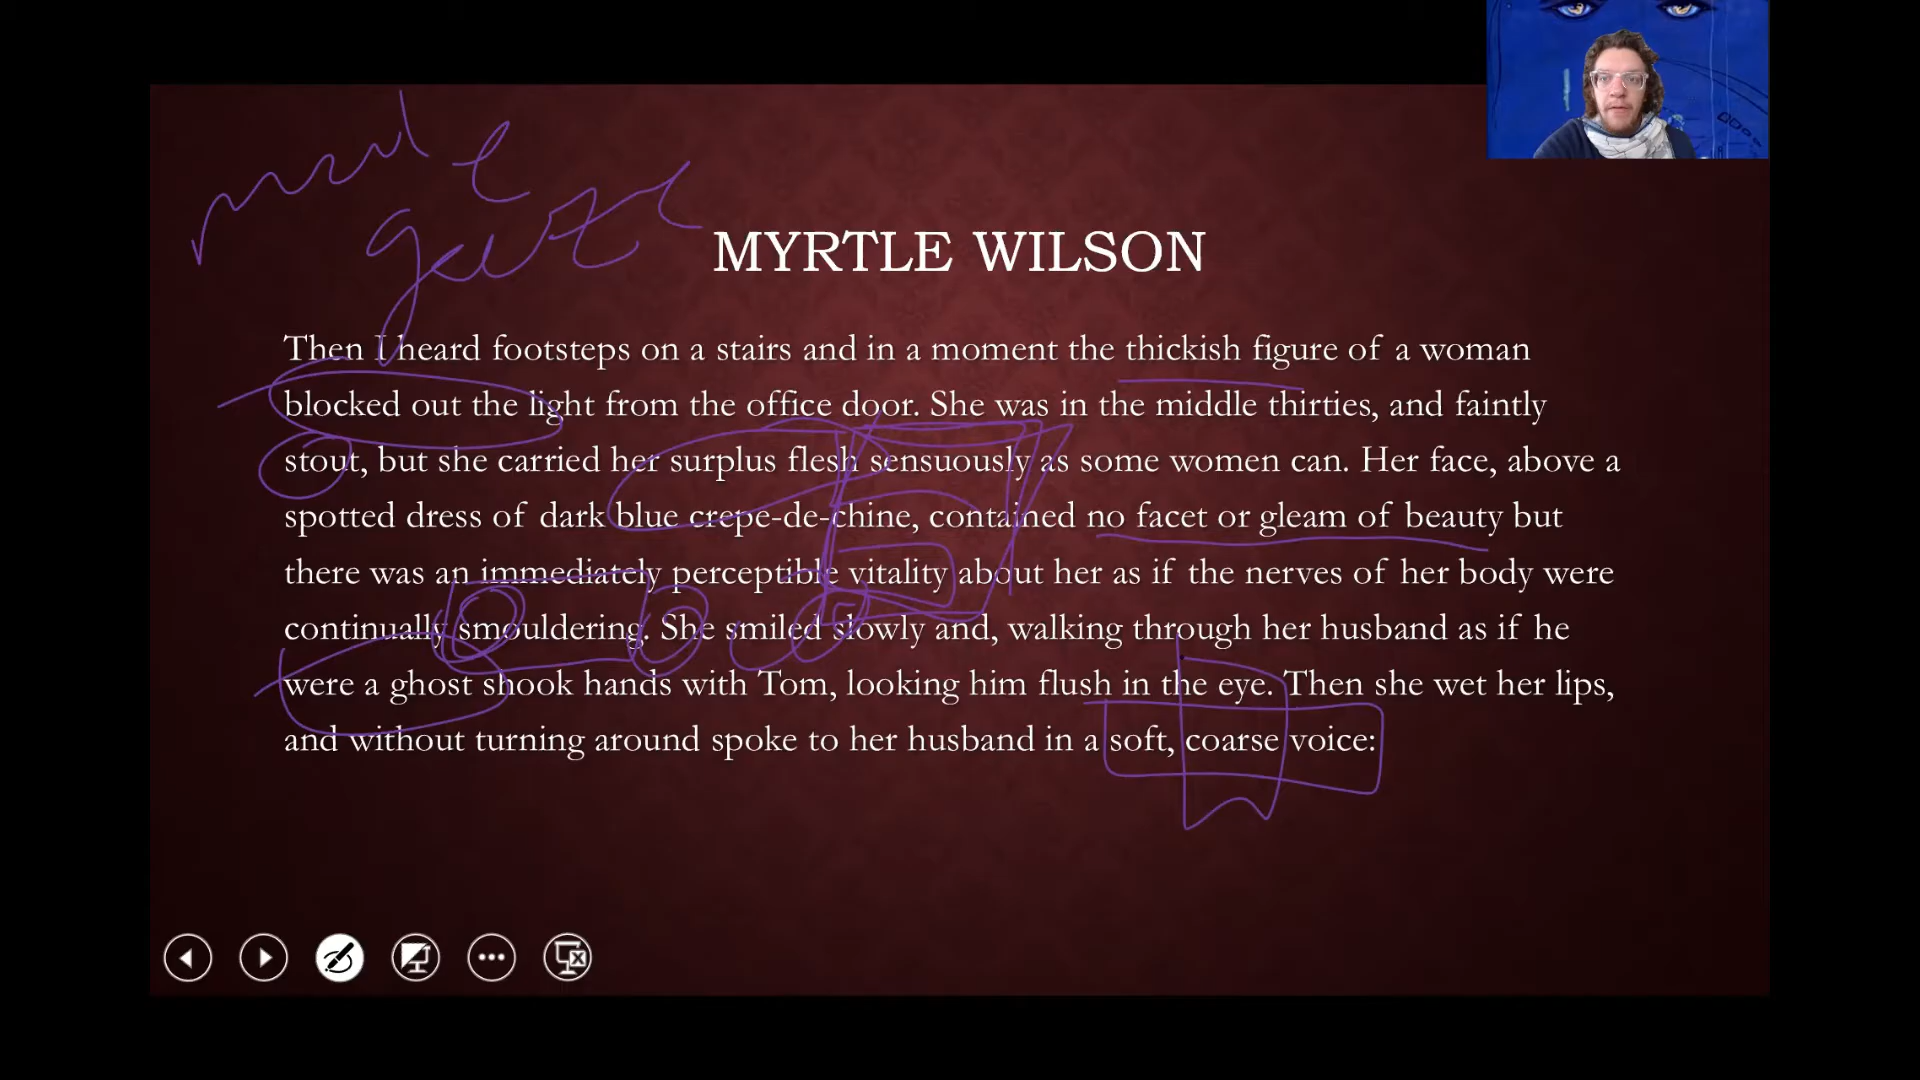 male
gaze
MYRTLE WILSON
Then I heard footsteps on a stairs and in a moment the thickish figure of a woman
blocked out the light from the office door. She was in the middle thirties, and faintly
stout, but she carried her surplus flesh sensuously as some women can. Her face, above a
spotted dress of dark blue crepe-de-chine, contained no facet or gleam of beauty but
there was an immediately perceptible vitality about her as if the nerves of her body were
continually smouldering. She smiled slowly and, walking through her husband as if he
were a ghost shook hands with Tom, looking him flush in the eye. Then she wet her lips,
and without turning around spoke to her husband in a soft, coarse voice: